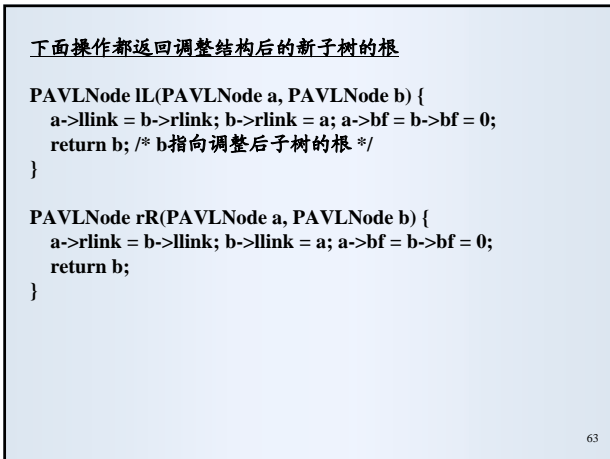 下面操作都返回调整结构后的新子树的根
PAVLNode lL(PAVLNode a, PAVLNode b) {
a->llink = b->rlink; b->rlink = a; a->bf = b->bf = 0;
return b; /* b指向调整后子树的根 */
}
PAVLNode rR(PAVLNode a, PAVLNode b) {
a->rlink = b->llink; b->llink = a; a->bf = b->bf = 0;
return b;
}
63